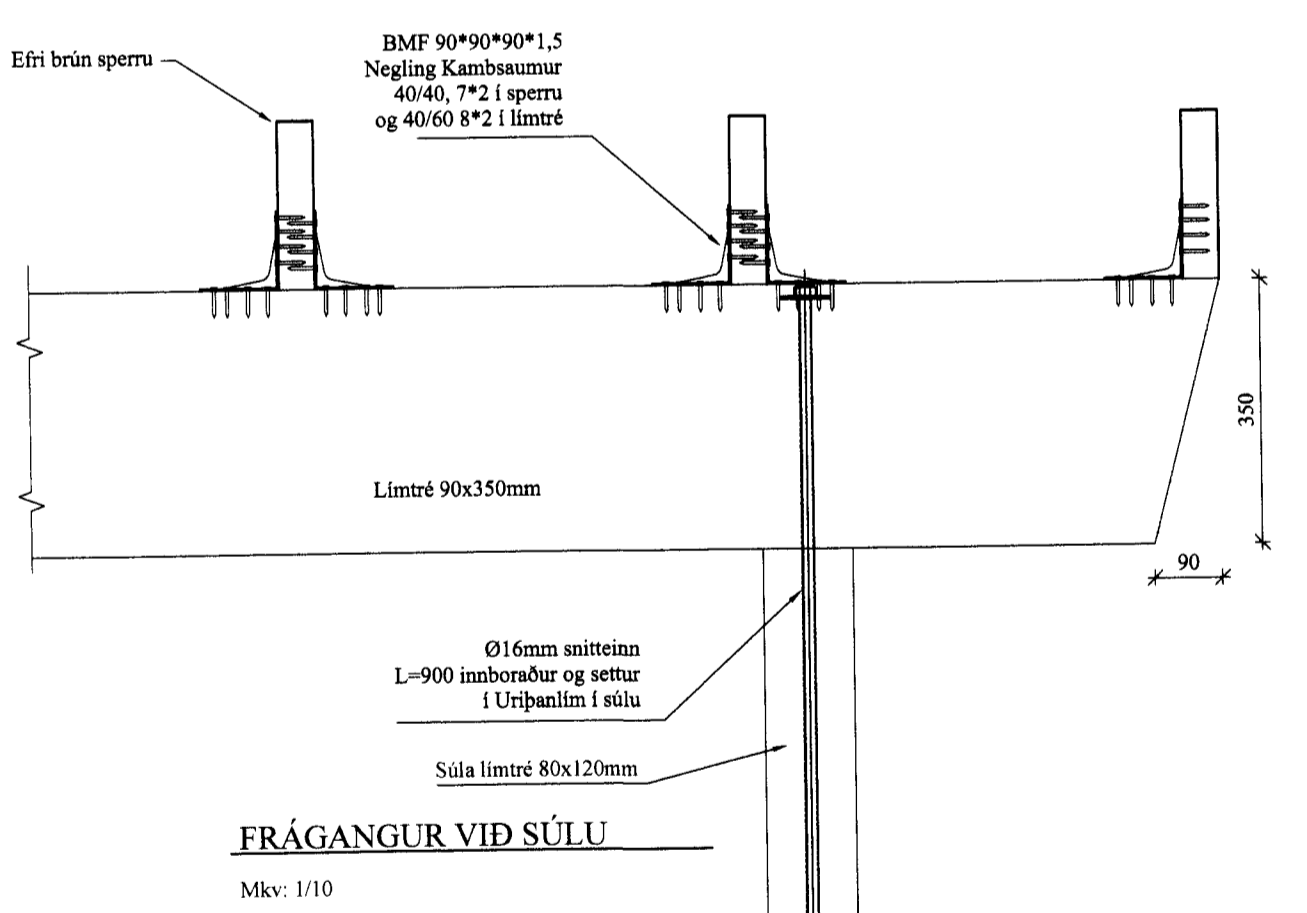 Efri brún sperru
BMF 90*90*90*1,5
Negling Kambsaumur
40/40, 7*2 í sperru
og 40/60 8*2 í límtré
350
Límtré 90x350mm
90
Ø16mm snitteinn
L=900 innboraður og settur
í Uriþanlím í súlu
Súla límtré 80x120mm
FRÁGANGUR VIÐ SÚLU
Mkv: 1/10